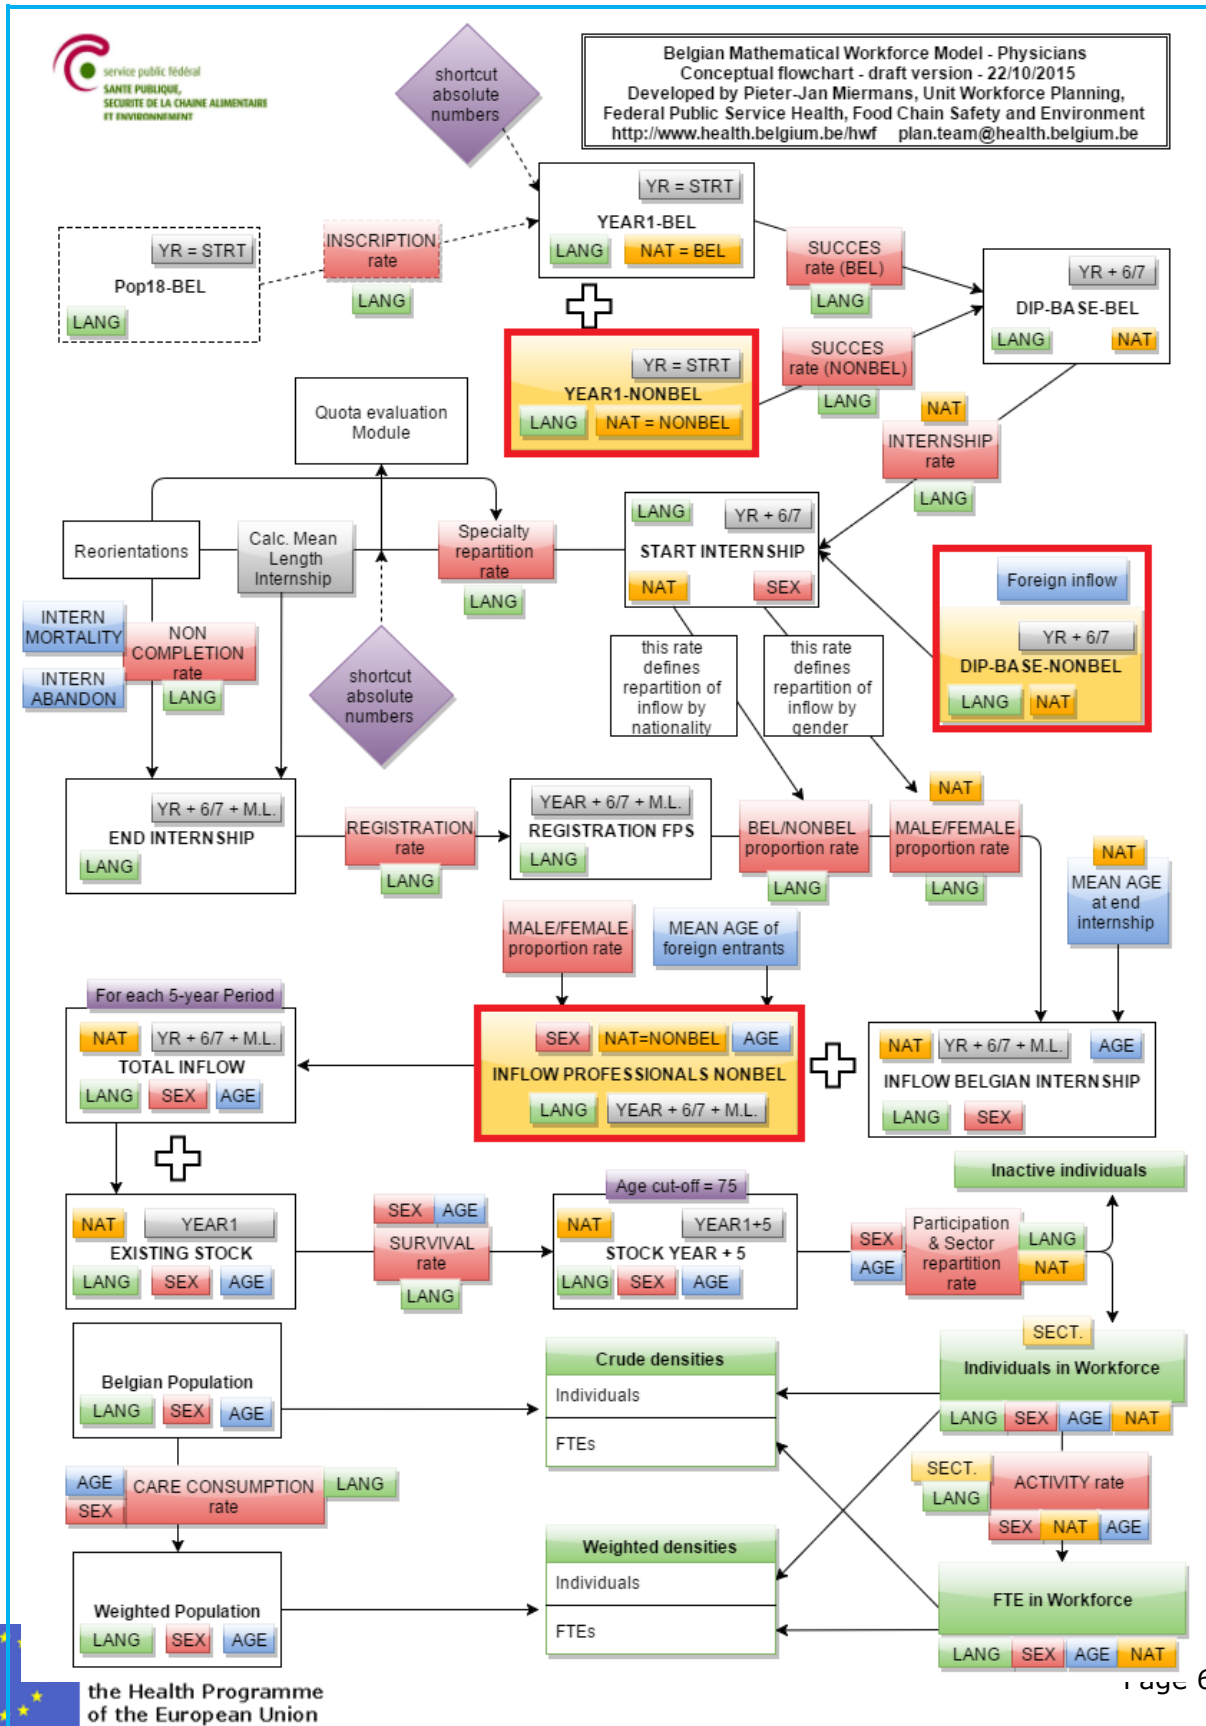 service public fédéral
SANTE PUBLIQUE,
SECURITE DE LA CHAINE ALIMENTAIRE
ET ENVIRONNEMENT
shortcut
absolute
numbers
Belgian Mathematical Workforce Model - Physicians
Conceptual flowchart - draft version - 22/10/2015
Developed by Pieter-Jan Miermans, Unit Workforce Planning,
Federal Public Service Health, Food Chain Safety and Environment
http://www.health.belgium.be/hwf plan.team@health.belgium.be
YR = STRT
YEAR1-BEL
LANG NAT = BEL
YR = STRT
Pop18-BEL
LANG
INSCRIPTION
rate
LANG
SUCCES
rate (BEL)
LANG
YR + 6/7
DIP-BASE-BEL
LANG NAT
YR = STRT
YEAR1-NONBEL
LANG NAT = NONBEL
SUCCES
rate (NONBEL)
LANG
NAT
INTERNSHIP
rate
LANG
Quota evaluation
Module
Reorientations
Calc. Mean
Length
Internship
Specialty
repartition
rate
LANG
LANG YR + 6/7
START INTERNSHIP
NAT SEX
Foreign inflow
YR + 6/7
DIP-BASE-NONBEL
LANG NAT
INTERN
MORTALITY
INTERN
ABANDON
NON
COMPLETION
rate
LANG
shortcut
absolute
numbers
this rate
defines
repartition of
inflow by
nationality
this rate
defines
repartition of
inflow by
gender
YR + 6/7 + M.L.
END INTERNSHIP
LANG
REGISTRATION
rate
LANG
YEAR + 6/7 + M.L.
REGISTRATION FPS
LANG
BEL/NONBEL
proportion rate
LANG
NAT
MALE/FEMALE
proportion rate
LANG
NAT
MEAN AGE
at end
internship
MALE/FEMALE
proportion rate
MEAN AGE of
foreign entrants
For each 5-year Period
NAT YR + 6/7 + M.L.
TOTAL INFLOW
LANG SEX AGE
SEX NAT=NONBEL AGE
INFLOW PROFESSIONALS NONBEL
LANG YEAR + 6/7 + M.L.
NAT YR + 6/7 + M.L. AGE
INFLOW BELGIAN INTERNSHIP
LANG SEX
Inactive individuals
NAT YEAR1
EXISTING STOCK
LANG SEX AGE
SEX AGE
SURVIVAL
rate
LANG
Age cut-off = 75
NAT YEAR1+5
STOCK YEAR + 5
LANG SEX AGE
SEX
AGE
Participation
& Sector
repartition
rate
LANG
NAT
SECT.
Individuals in Workforce
LANG SEX AGE NAT
Belgian Population
LANG SEX AGE
Crude densities
Individuals
FTEs
AGE
SEX
CARE CONSUMPTION
rate
LANG
SECT.
LANG
ACTIVITY rate
SEX NAT AGE
Weighted Population
LANG SEX AGE
Weighted densities
Individuals
FTEs
FTE in Workforce
LANG SEX AGE NAT
Page 6
the Health Programme
of the European Union